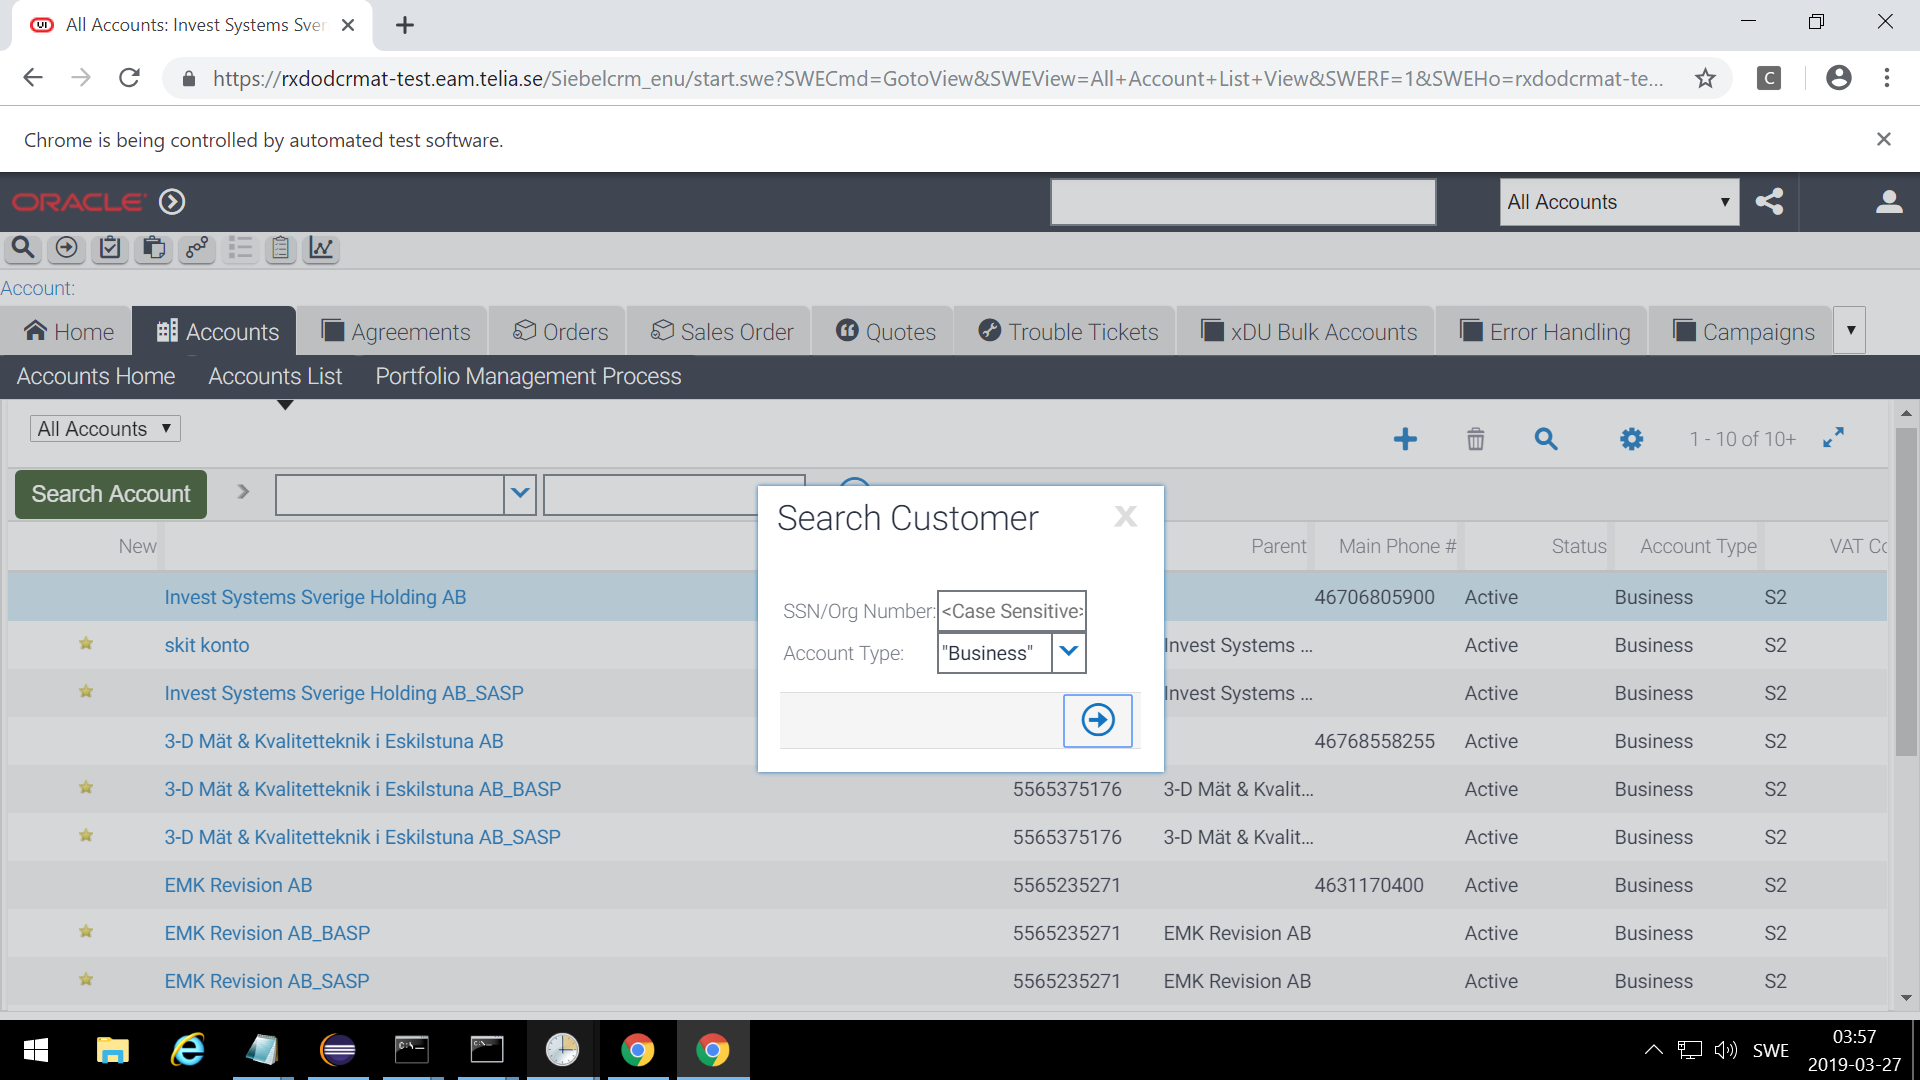 All Accounts: Invest Systems Sver
https://rxdodcrmat-test.eam.telia.se/Siebelcrm_enu/start.swe?SWECmd=GotoView&SWEView=All+Account+List+View&SWERF=1&SWEHo=rxdodcrmat-te...
C
Chrome is being controlled by automated test software.
ORACLE
All Accounts
Account:
Home Accounts Agreements Orders Sales Order Quotes Trouble Tickets xDU Bulk Accounts Error Handling Campaigns
Accounts Home Accounts List Portfolio Management Process
All Accounts
1 - 10 of 10+
Search Account
Search Customer X
SSN/Org Number: <Case Sensitive>
Account Type: "Business"
New Parent Main Phone # Status Account Type VAT Co
Invest Systems Sverige Holding AB 46706805900 Active Business S2
skit konto Invest Systems ... Active Business S2
Invest Systems Sverige Holding AB_SASP Invest Systems ... Active Business S2
3-D Mät & Kvalitetteknik i Eskilstuna AB 46768558255 Active Business S2
3-D Mät & Kvalitetteknik i Eskilstuna AB_BASP 5565375176 3-D Mät & Kvalit... Active Business S2
3-D Mät & Kvalitetteknik i Eskilstuna AB_SASP 5565375176 3-D Mät & Kvalit... Active Business S2
EMK Revision AB 5565235271 4631170400 Active Business S2
EMK Revision AB_BASP 5565235271 EMK Revision AB Active Business S2
EMK Revision AB_SASP 5565235271 EMK Revision AB Active Business S2
SWE
03:57
2019-03-27